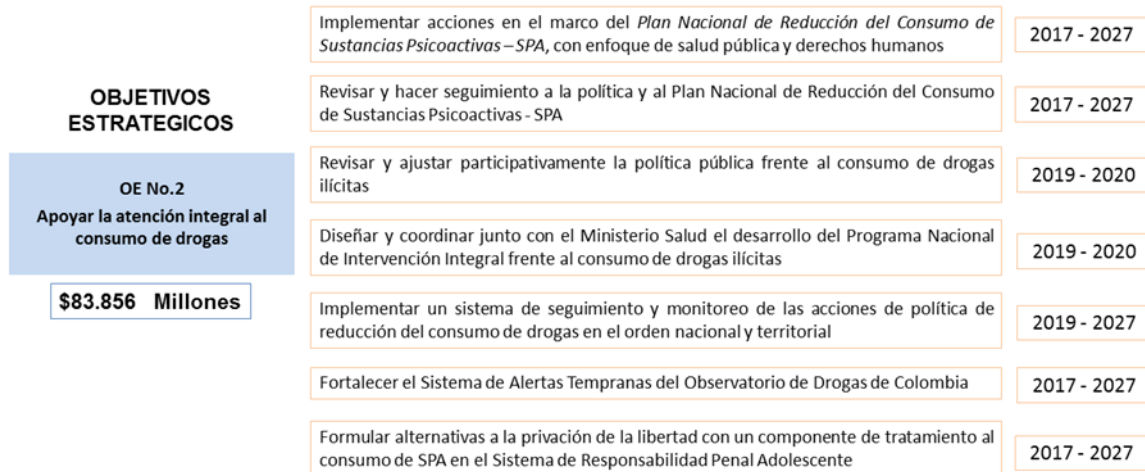 OBJETIVOS
ESTRATEGICOS
OE No.2
Apoyar la atención integral al
consumo de drogas
$83.856 Millones
Implementar acciones en el marco del Plan Nacional de Reducción del Consumo de
Sustancias Psicoactivas – SPA, con enfoque de salud pública y derechos humanos
2017 - 2027
Revisar y hacer seguimiento a la política y al Plan Nacional de Reducción del Consumo
de Sustancias Psicoactivas - SPA
2017 - 2027
Revisar y ajustar participativamente la política pública frente al consumo de drogas
ilícitas
2019 - 2020
Diseñar y coordinar junto con el Ministerio Salud el desarrollo del Programa Nacional
de Intervención Integral frente al consumo de drogas ilícitas
2019 - 2020
Implementar un sistema de seguimiento y monitoreo de las acciones de política de
reducción del consumo de drogas en el orden nacional y territorial
2019 - 2027
Fortalecer el Sistema de Alertas Tempranas del Observatorio de Drogas de Colombia
2017 - 2027
Formular alternativas a la privación de la libertad con un componente de tratamiento al
consumo de SPA en el Sistema de Responsabilidad Penal Adolescente
2017 - 2027